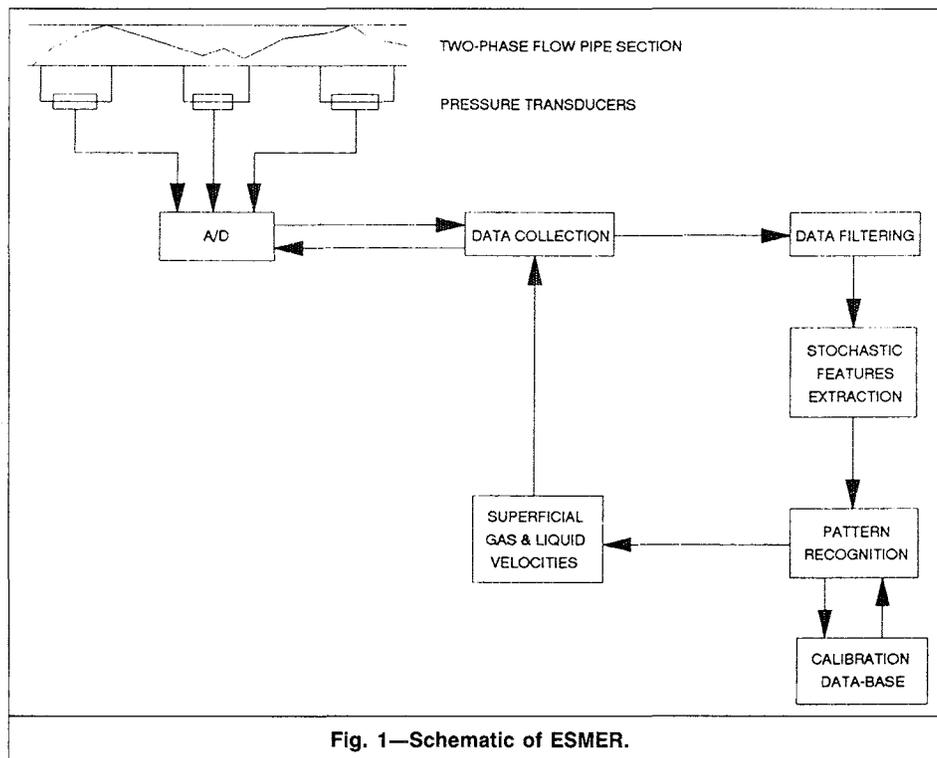 TWO-PHASE FLOW PIPE SECTION
PRESSURE TRANSDUCERS
A/D
DATA COLLECTION
DATA FILTERING
STOCHASTIC
FEATURES
EXTRACTION
SUPERFICIAL
GAS & LIQUID
VELOCITIES
PATTERN
RECOGNITION
CALIBRATION
DATA-BASE
Fig. 1—Schematic of ESMER.